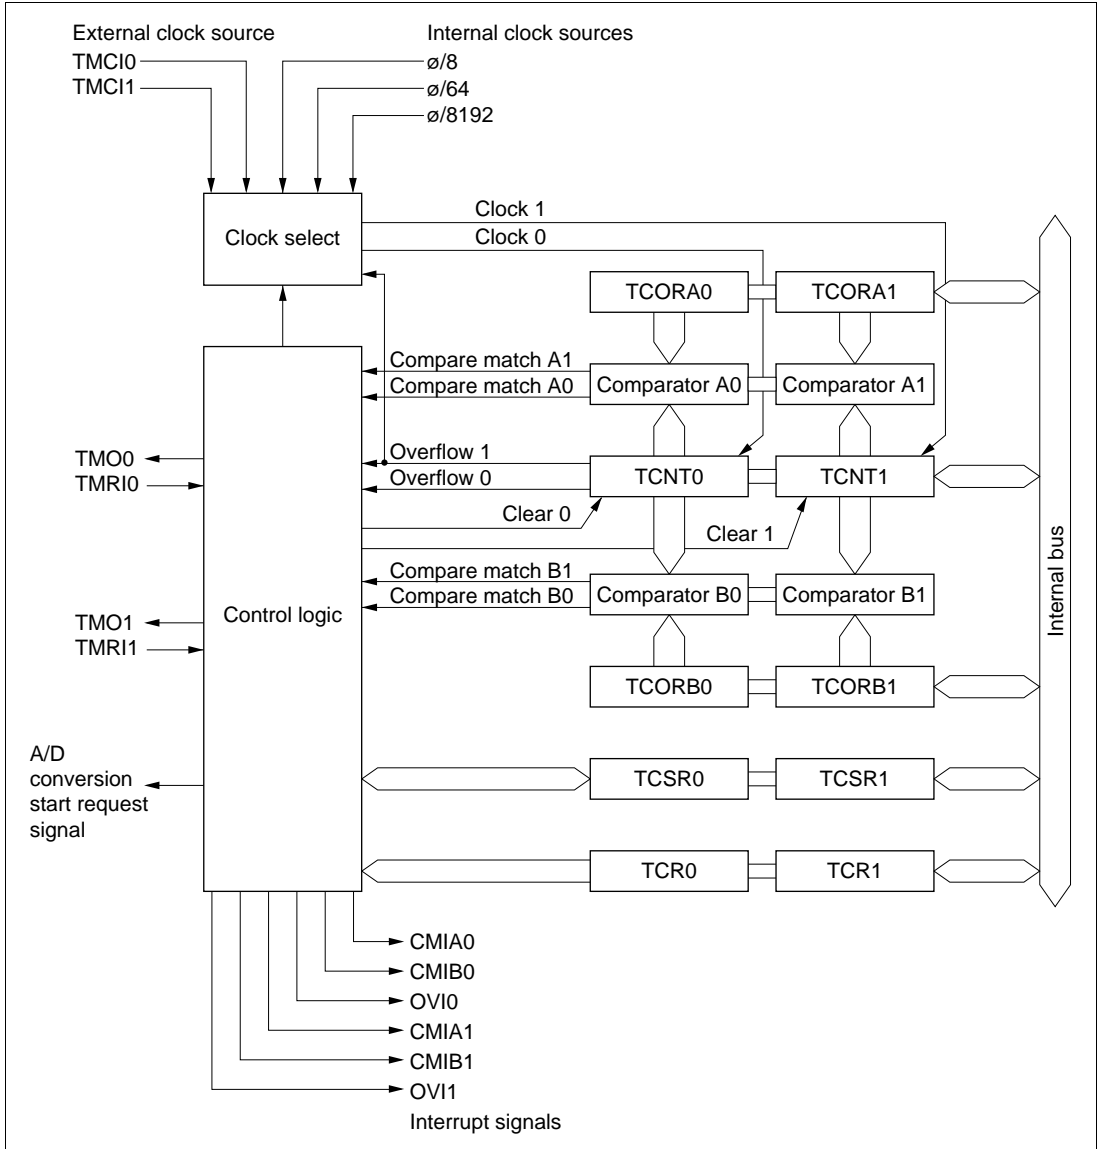 External clock source
Internal clock sources
TMCI0
ø/8
TMCI1
ø/64
ø/8192
Clock 1
Clock select
Clock 0
TCORA0
TCORA1
Compare match A1
Compare match A0
Comparator A0
Comparator A1
Overflow 1
TMO0
TCNT0
TCNT1
TMRI0
Overflow 0
Clear 0
Clear 1
Internal bus
Compare match B1
Compare match B0
Comparator B0
Comparator B1
Control logic
TMO1
TMRI1
TCORB0
TCORB1
A/D
conversion
start request
signal
TCSR0
TCSR1
TCR0
TCR1
CMIA0
CMIB0
OVI0
CMIA1
CMIB1
OVI1
Interrupt signals